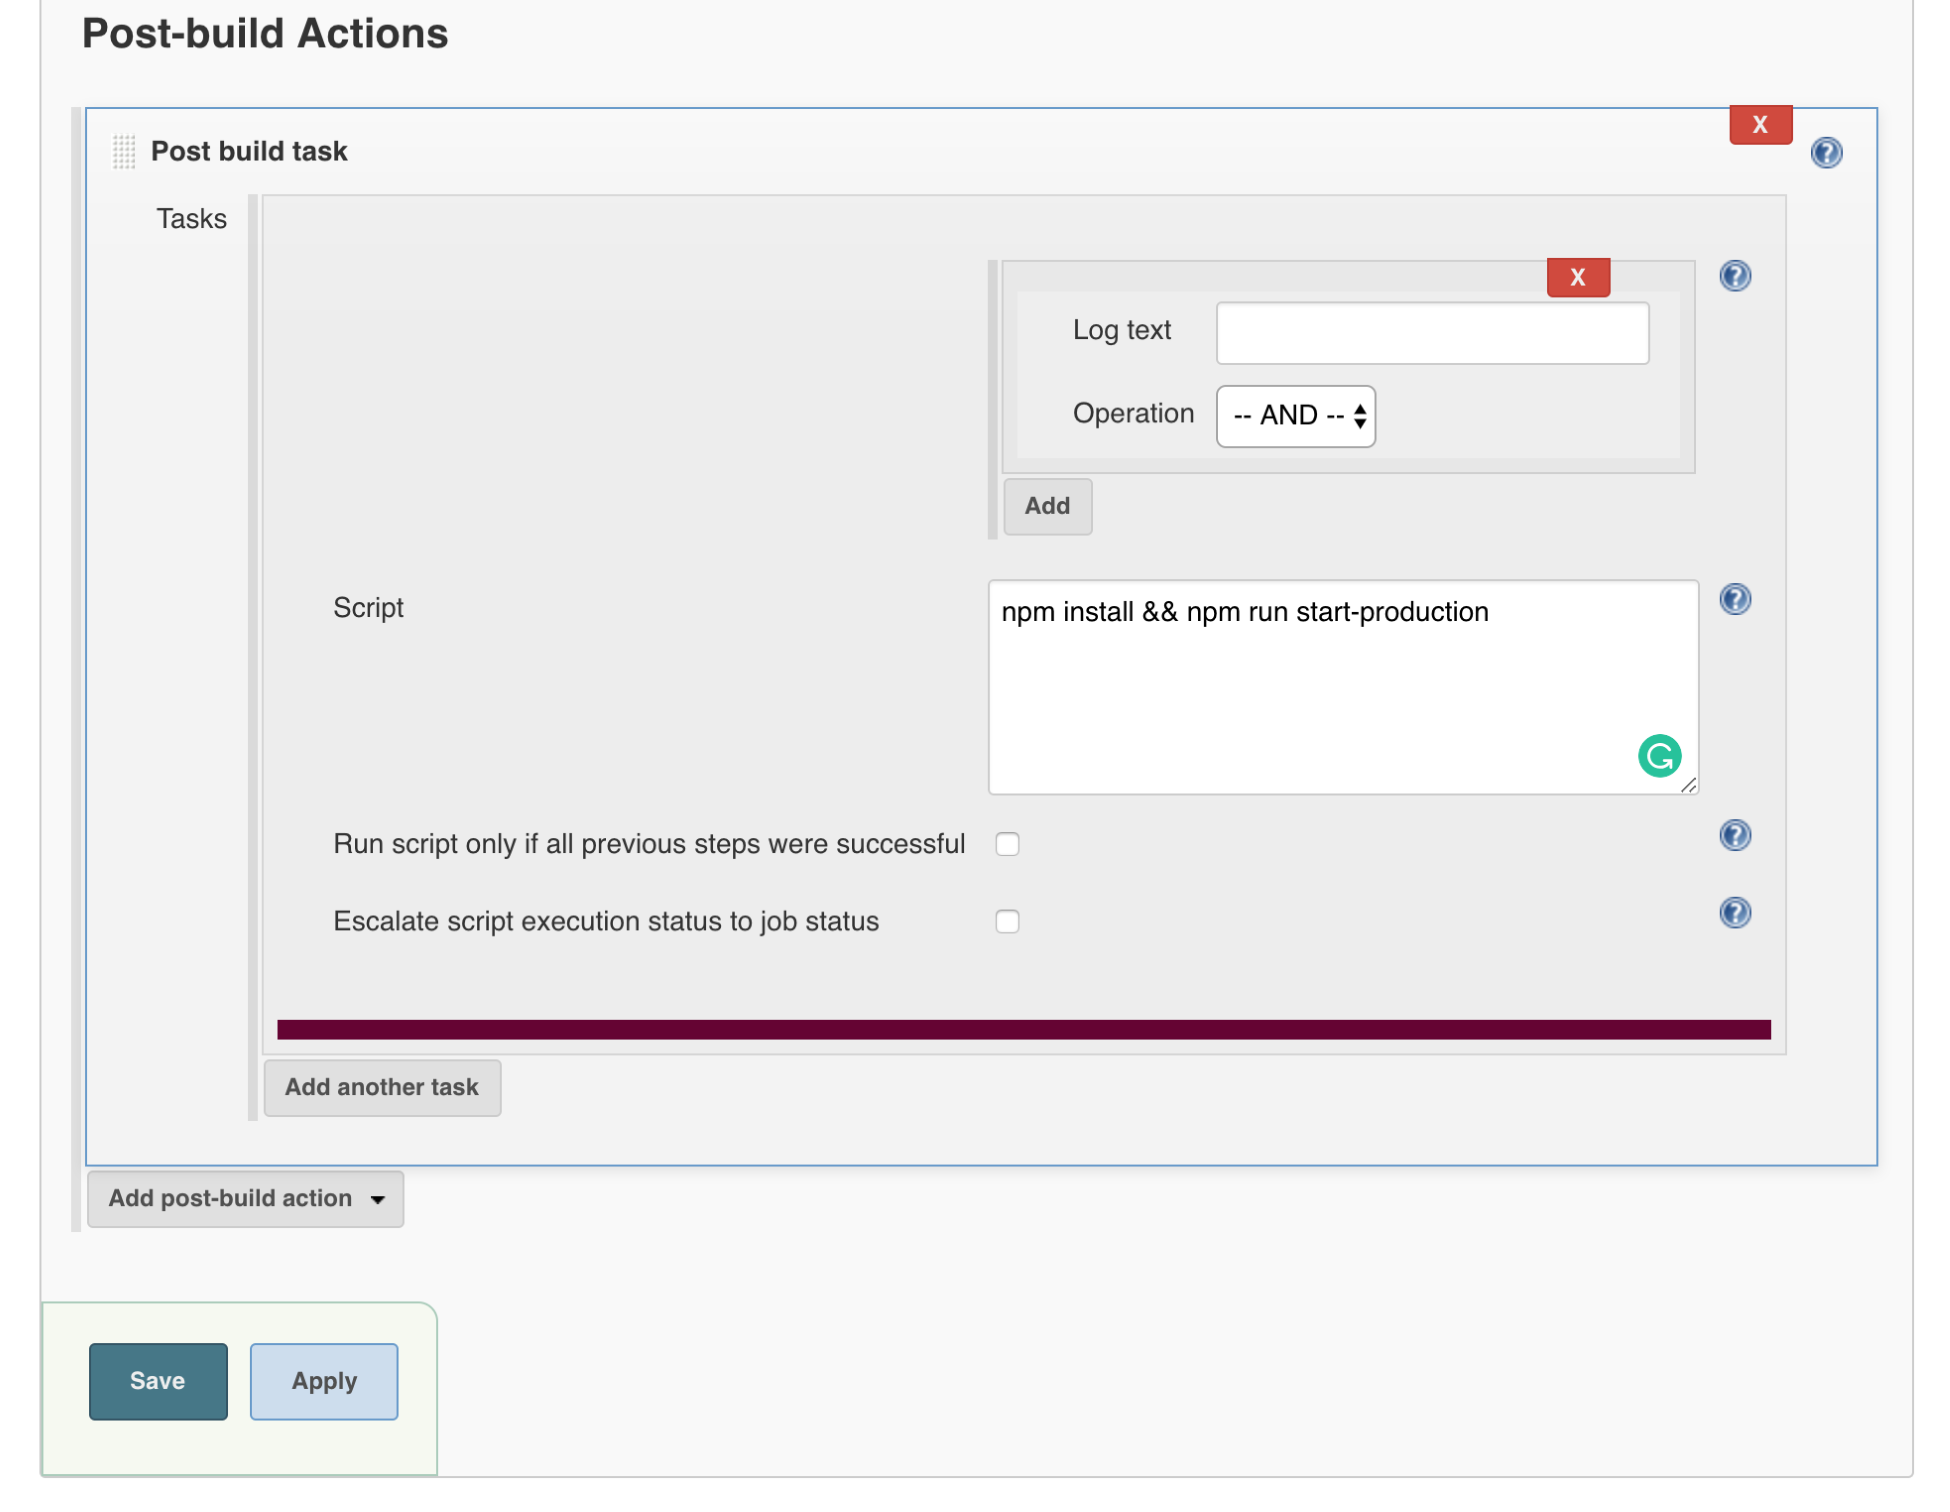 Post-build Actions
X
Post build task
?
Tasks
X
?
Log text
Operation
-- AND --
Add
Script
npm install && npm run start-production
?
G
Run script only if all previous steps were successful
?
Escalate script execution status to job status
?
Add another task
Add post-build action
Save
Apply